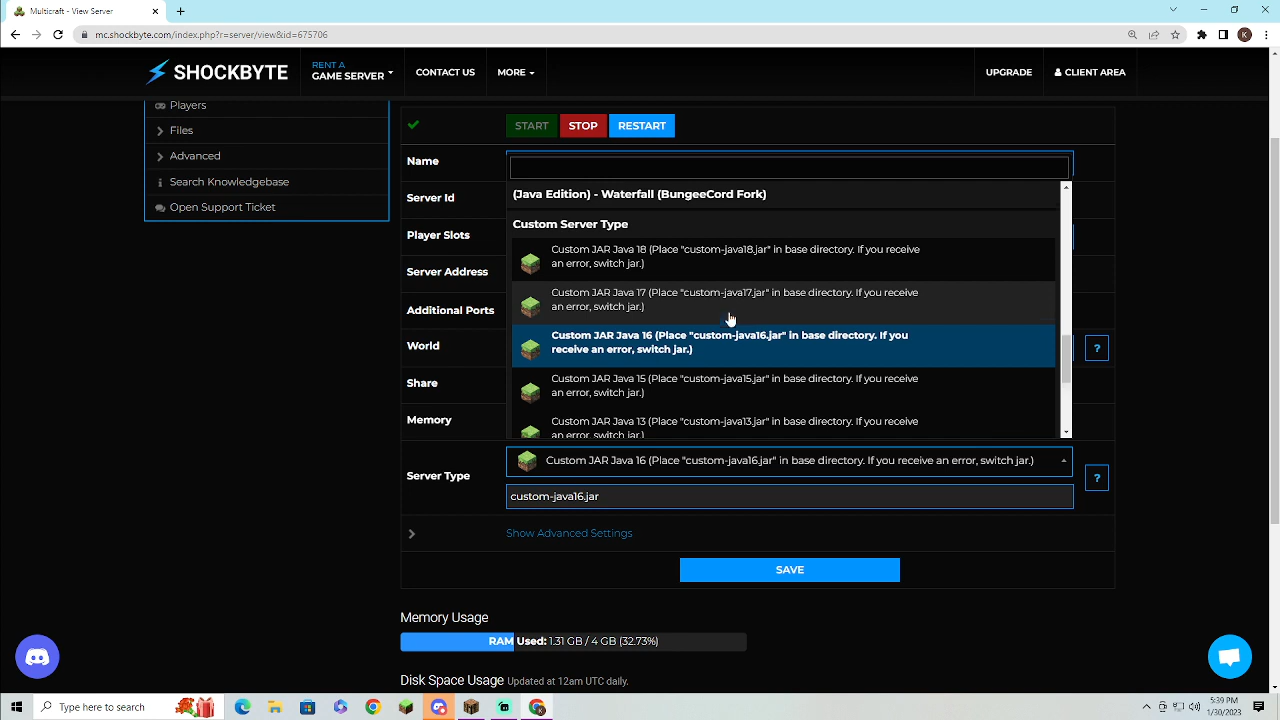 Multicraft - View Server
mc.shockbyte.com/index.php?r=server/view&id=675706
K
SHOCKBYTE
RENT A
GAME SERVER
CONTACT US
MORE
UPGRADE
CLIENT AREA
Players
Files
Advanced
Search Knowledgebase
Open Support Ticket
START
STOP
RESTART
Name
Server Id
Player Slots
Server Address
Additional Ports
World
?
Share
Memory
(Java Edition) - Waterfall (BungeeCord Fork)
Custom Server Type
Custom JAR Java 18 (Place "custom-java18.jar" in base directory. If you receive
an error, switch jar.)
Custom JAR Java 17 (Place "custom-java17.jar" in base directory. If you receive
an error, switch jar.)
Custom JAR Java 16 (Place "custom-java16.jar" in base directory. If you
receive an error, switch jar.)
Custom JAR Java 15 (Place "custom-java15.jar" in base directory. If you receive
an error, switch jar.)
Custom JAR Java 13 (Place "custom-java13.jar" in base directory. If you receive
an error, switch jar.)
Server Type
Custom JAR Java 16 (Place "custom-java16.jar" in base directory. If you receive an error, switch jar.)
?
custom-java16.jar
Show Advanced Settings
SAVE
Memory Usage
RAM Used: 1.31 GB / 4 GB (32.73%)
Disk Space Usage Updated at 12am UTC daily.
Type here to search
5:39 PM
1/30/2023